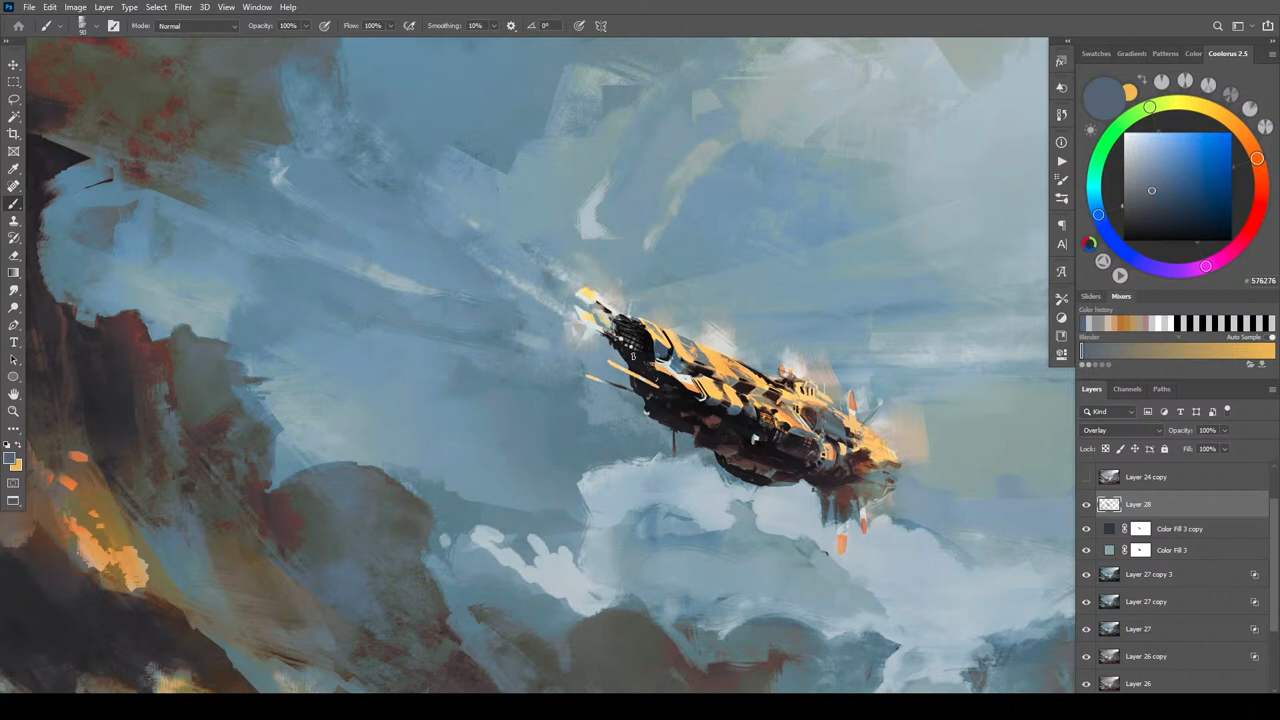 Ps File Edit Image Layer Type Select Filter 3D View Window Help
90 Mode: Normal Opacity: 100% Flow: 100% Smoothing: 10% 0°
Swatches Gradients Patterns Color Coolorus 2.5
# 576276
Sliders Mixers
Color history
Blender Auto Sample
Layers Channels Paths
Kind
Overlay Opacity: 100%
Lock: Fill: 100%
Layer 24 copy
Layer 28
Color Fill 3 copy
Color Fill 3
Layer 27 copy 3
Layer 27 copy
Layer 27
Layer 26 copy
Layer 26